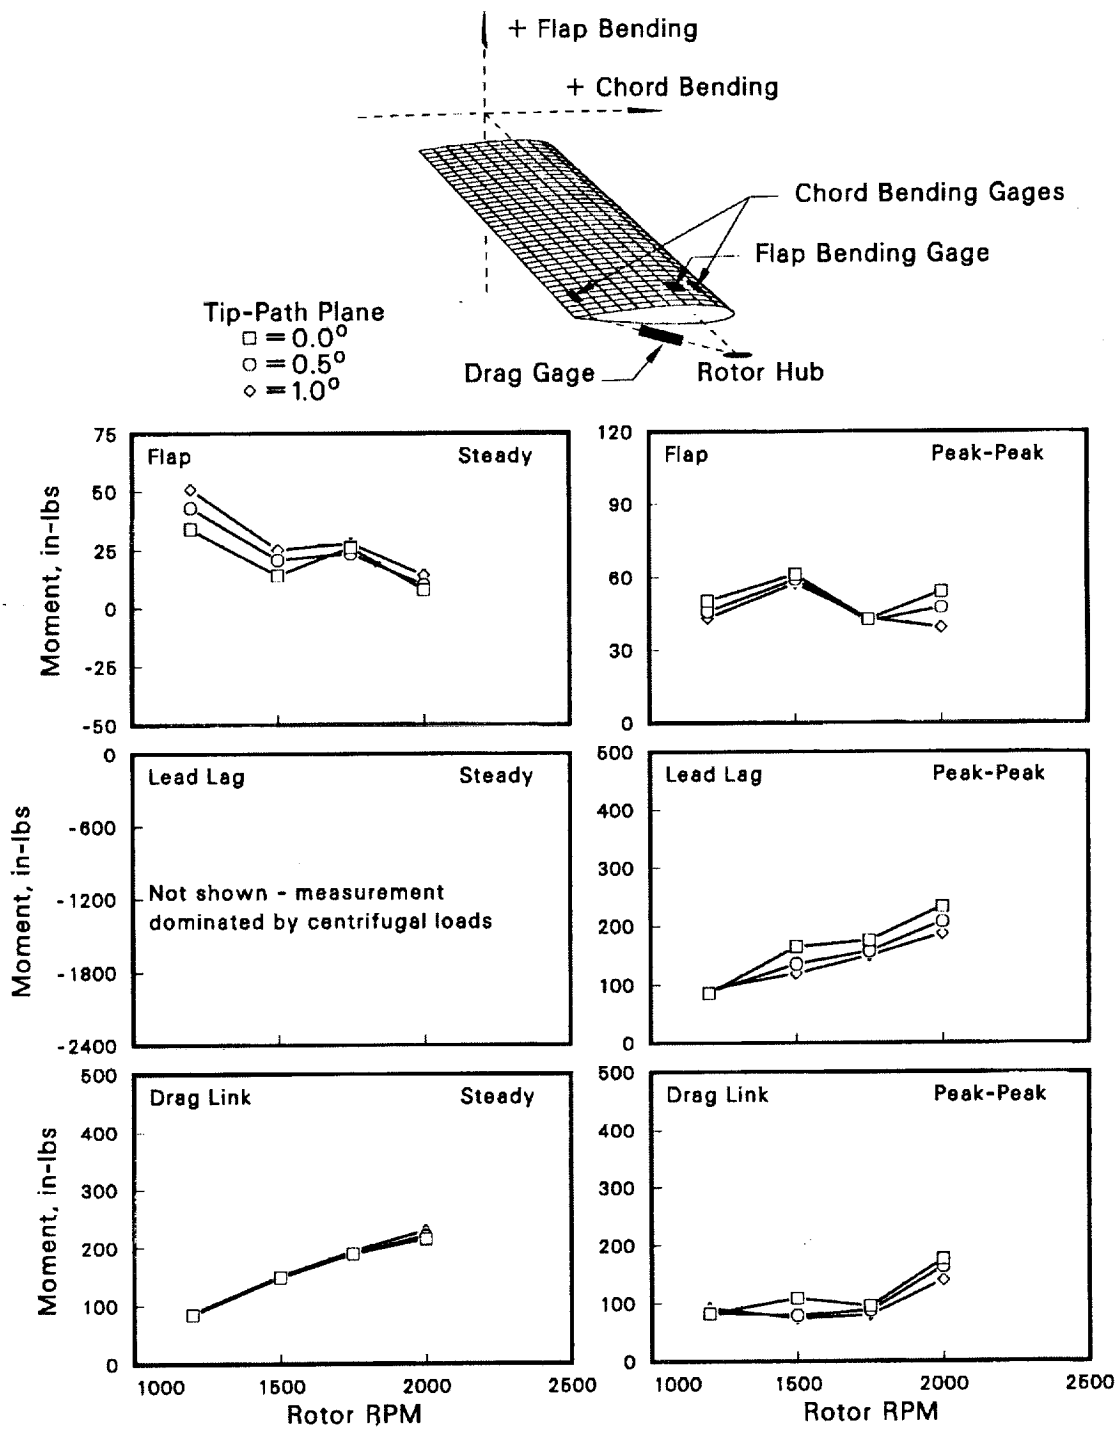 + Flap Bending
+ Chord Bending
Chord Bending Gages
Flap Bending Gage
Tip-Path Plane
□ = 0.0°
○ = 0.5°
◇ = 1.0°
Drag Gage
Rotor Hub
75
50
25
0
-25
-50
Moment, in-lbs
Flap
Steady
120
90
60
30
0
Flap
Peak-Peak
0
-600
-1200
-1800
-2400
Moment, in-lbs
Lead Lag
Steady
Not shown - measurement
dominated by centrifugal loads
500
400
300
200
100
0
Lead Lag
Peak-Peak
500
400
300
200
100
0
Moment, in-lbs
Drag Link
Steady
1000 1500 2000 2500
Rotor RPM
500
400
300
200
100
0
Drag Link
Peak-Peak
1000 1500 2000 2500
Rotor RPM